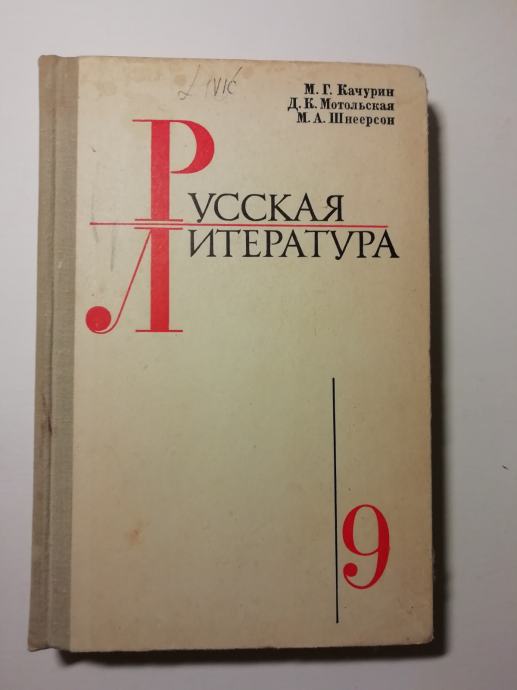 М. Г. Качурин
Д. К. Мотольская
М. А. Шнеерсон
Русская
Литература
9